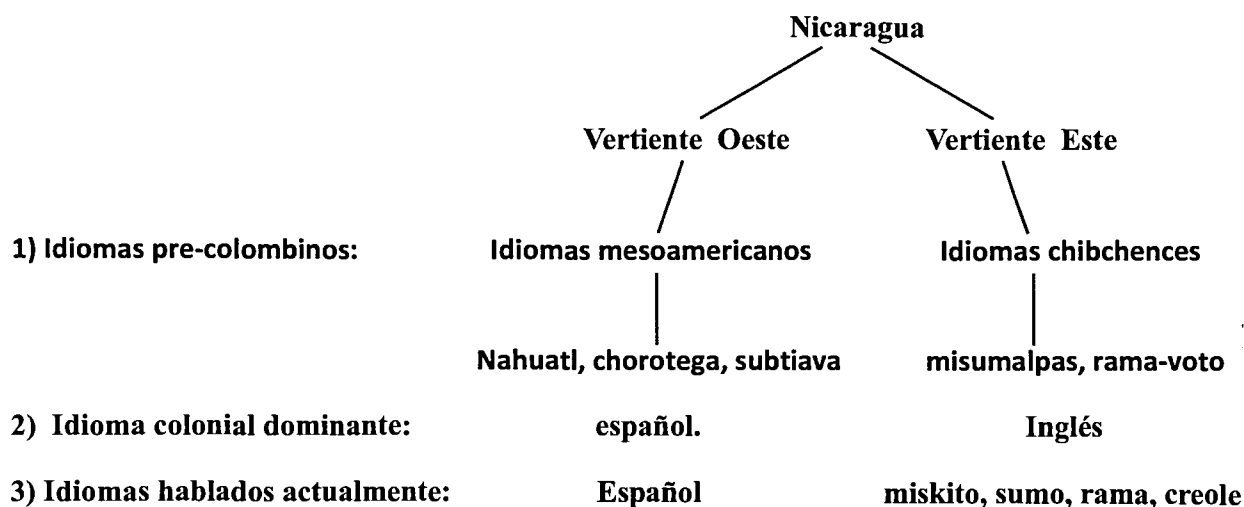 Nicaragua
Vertiente Oeste Vertiente Este
1) Idiomas pre-colombinos: Idiomas mesoamericanos Idiomas chibchences
Nahuatl, chorotega, subtiava misumalpas, rama-voto
2) Idioma colonial dominante: español. Inglés
3) Idiomas hablados actualmente: Español miskito, sumo, rama, creole